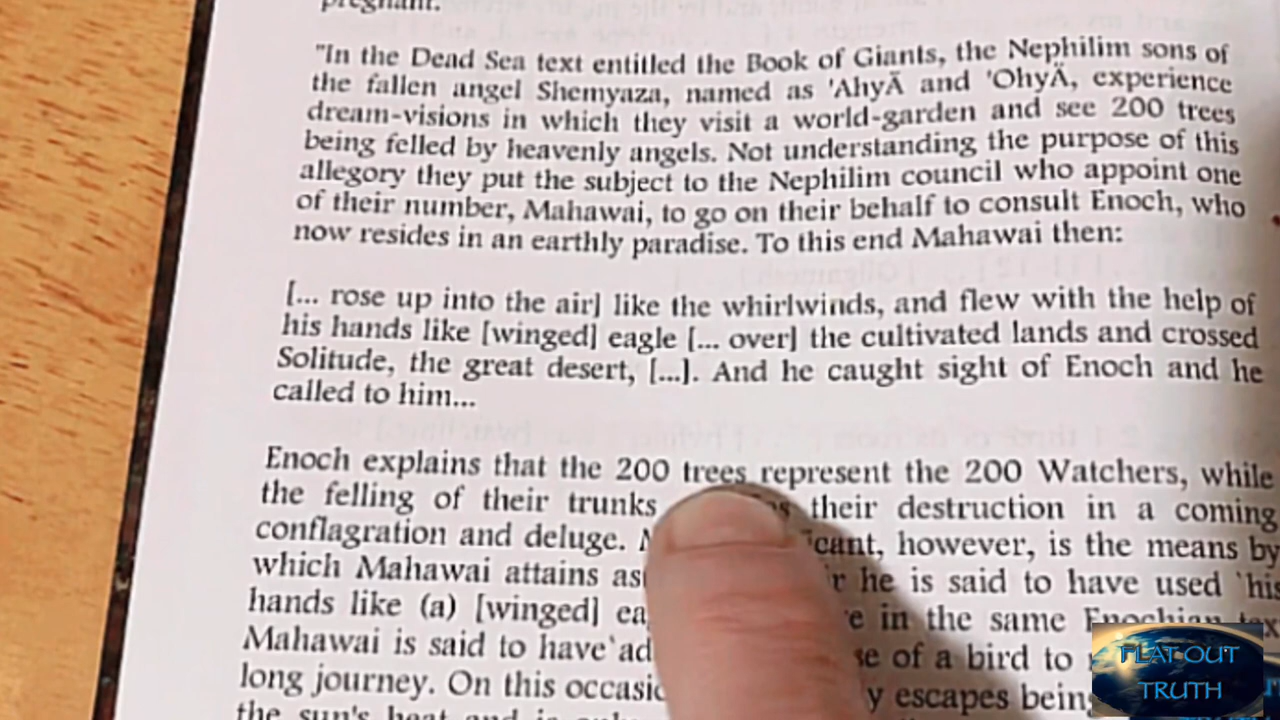 pregnant.
"In the Dead Sea text entitled the Book of Giants, the Nephilim sons of
the fallen angel Shemyaza, named as 'AhyÄ and 'OhyÄ, experience
dream-visions in which they visit a world-garden and see 200 trees
being felled by heavenly angels. Not understanding the purpose of this
allegory they put the subject to the Nephilim council who appoint one
of their number, Mahawai, to go on their behalf to consult Enoch, who
now resides in an earthly paradise. To this end Mahawai then:
[... rose up into the air] like the whirlwinds, and flew with the help of
his hands like [winged] eagle [... over] the cultivated lands and crossed
Solitude, the great desert, [...]. And he caught sight of Enoch and he
called to him...
Enoch explains that the 200 trees represent the 200 Watchers, while
the felling of their trunks their destruction in a coming
conflagration and deluge. however, is the means by
which Mahawai attains he is said to have used 'his
hands like (a) [winged] in the same Enochian
Mahawai is said to have of a bird to
long journey. On this escapes being
the sun's heat and is only
FLAT OUT
TRUTH